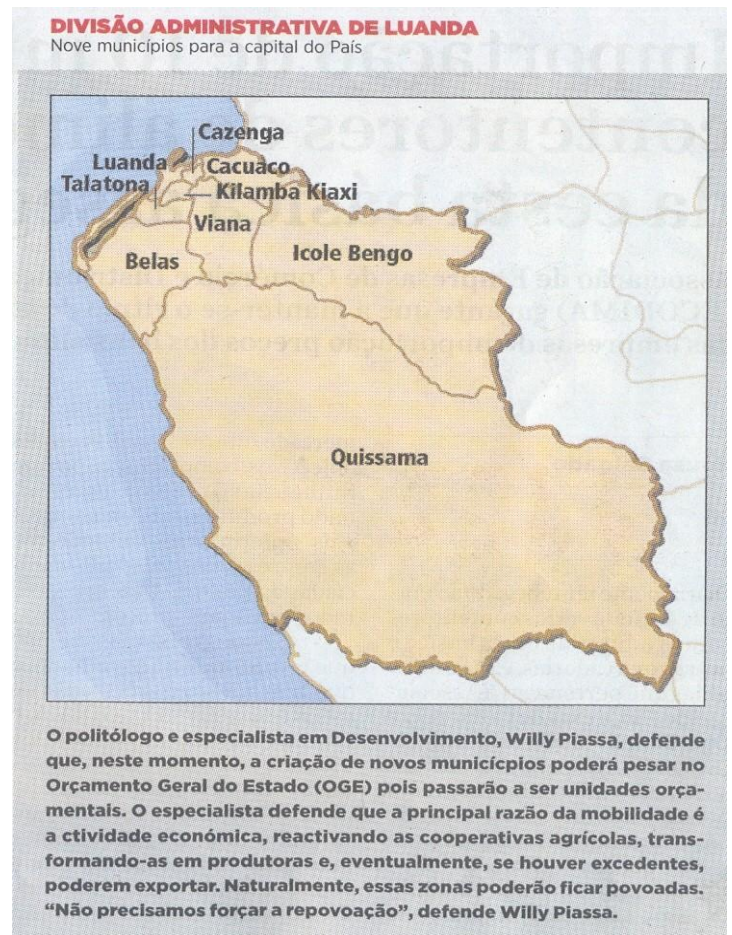 DIVISÃO ADMINISTRATIVA DE LUANDA
Nove municípios para a capital do País
Cazenga
Luanda
Cacuaco
Talatona
Kilamba Kiaxi
Viana
Belas
Icole Bengo
Quissama
O politólogo e especialista em Desenvolvimento, Willy Piassa, defende
que, neste momento, a criação de novos municícpios poderá pesar no
Orçamento Geral do Estado (OGE) pois passarão a ser unidades orça-
mentais. O especialista defende que a principal razão da mobilidade é
a ctividade económica, reactivando as cooperativas agrícolas, trans-
formando-as em produtoras e, eventualmente, se houver excedentes,
poderem exportar. Naturalmente, essas zonas poderão ficar povoadas.
“Não precisamos forçar a repovoação”, defende Willy Piassa.